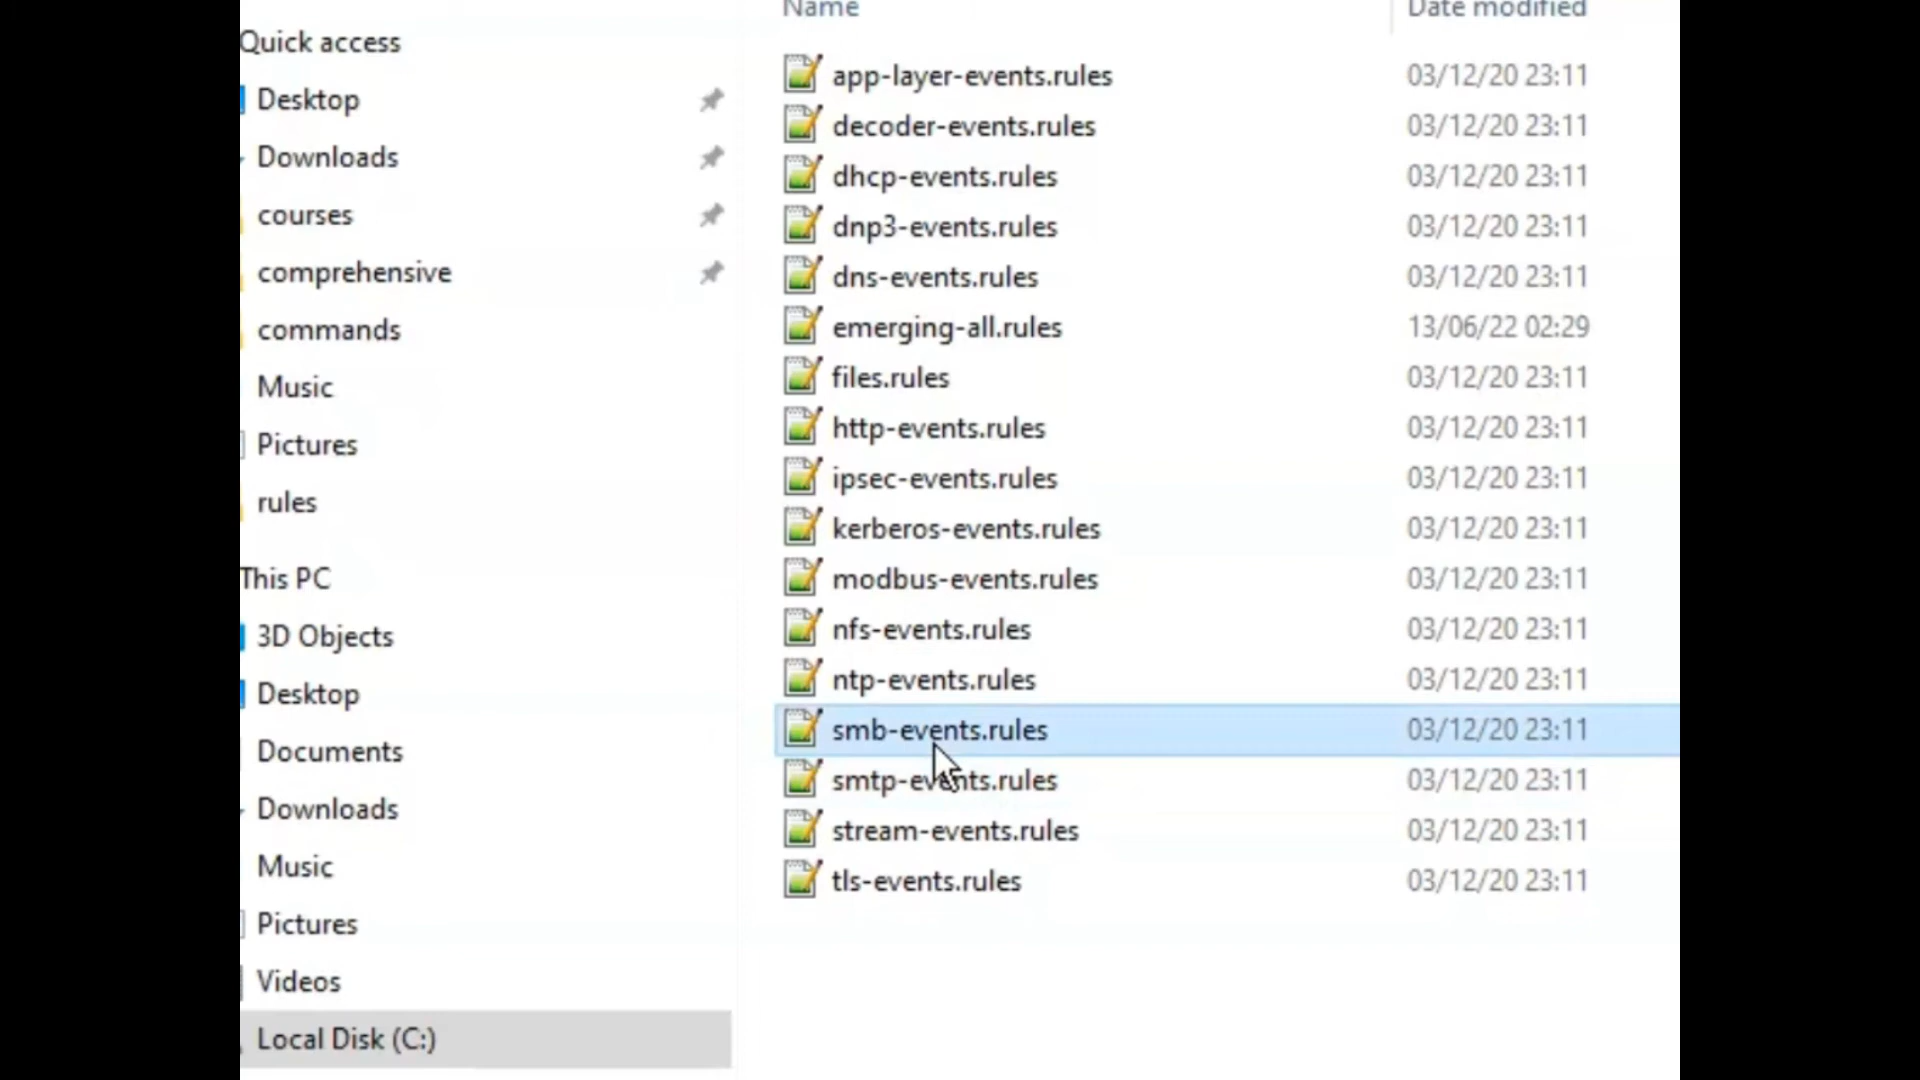 Quick access
Desktop
Downloads
courses
comprehensive
commands
Music
Pictures
rules
This PC
3D Objects
Desktop
Documents
Downloads
Music
Pictures
Videos
Local Disk (C:)
Name Date modified
app-layer-events.rules 03/12/20 23:11
decoder-events.rules 03/12/20 23:11
dhcp-events.rules 03/12/20 23:11
dnp3-events.rules 03/12/20 23:11
dns-events.rules 03/12/20 23:11
emerging-all.rules 13/06/22 02:29
files.rules 03/12/20 23:11
http-events.rules 03/12/20 23:11
ipsec-events.rules 03/12/20 23:11
kerberos-events.rules 03/12/20 23:11
modbus-events.rules 03/12/20 23:11
nfs-events.rules 03/12/20 23:11
ntp-events.rules 03/12/20 23:11
smb-events.rules 03/12/20 23:11
smtp-events.rules 03/12/20 23:11
stream-events.rules 03/12/20 23:11
tls-events.rules 03/12/20 23:11